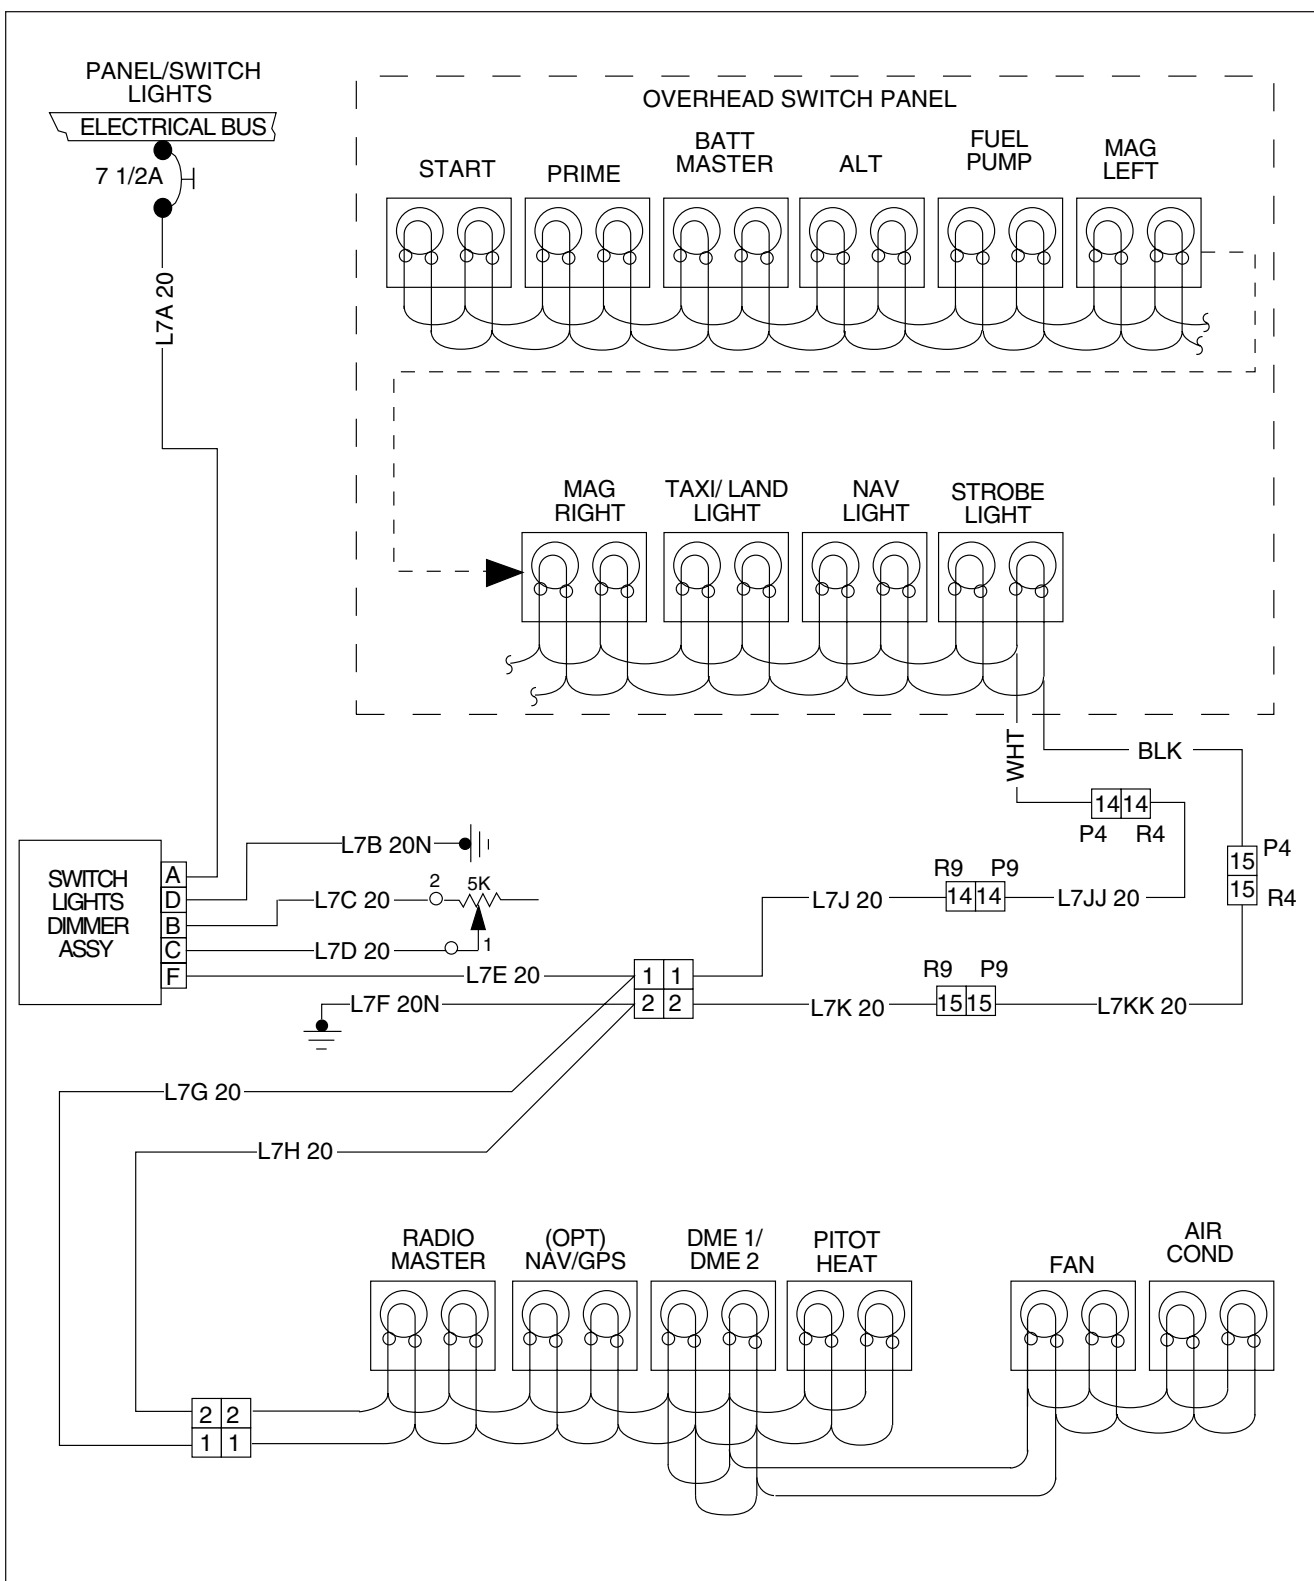 PANEL/SWITCH
LIGHTS
ELECTRICAL BUS
7 1/2A
L7A 20
OVERHEAD SWITCH PANEL
START
PRIME
BATT
MASTER
ALT
FUEL
PUMP
MAG
LEFT
MAG
RIGHT
TAXI/ LAND
LIGHT
NAV
LIGHT
STROBE
LIGHT
WHT
BLK
14 14
P4 R4
15 P4
15 R4
SWITCH
LIGHTS
DIMMER
ASSY
A
D
B
C
F
L7B 20N
L7C 20
2
5K
L7D 20
1
L7E 20
L7F 20N
1 1
2 2
R9 P9
L7J 20
14 14
L7JJ 20
R9 P9
L7K 20
15 15
L7KK 20
L7G 20
L7H 20
RADIO
MASTER
(OPT)
NAV/GPS
DME 1/
DME 2
PITOT
HEAT
FAN
AIR
COND
2 2
1 1